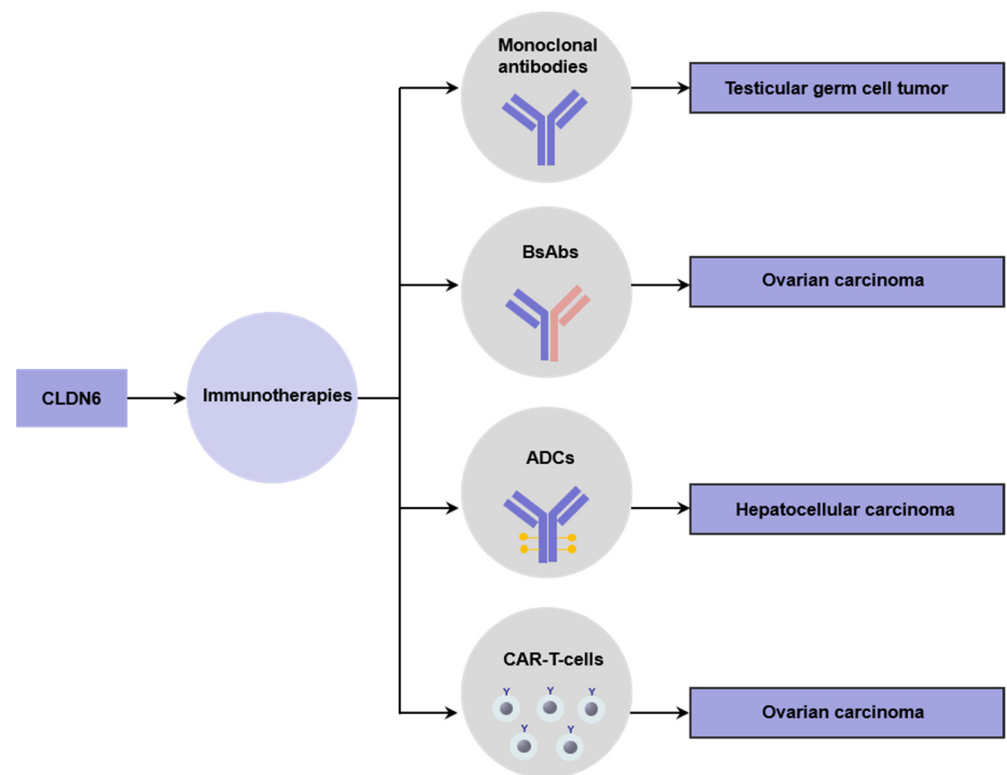 Monoclonal
antibodies
Testicular germ cell tumor
BsAbs
Ovarian carcinoma
CLDN6
Immunotherapies
ADCs
Hepatocellular carcinoma
CAR-T-cells
Y Y Y
Y Y
Ovarian carcinoma